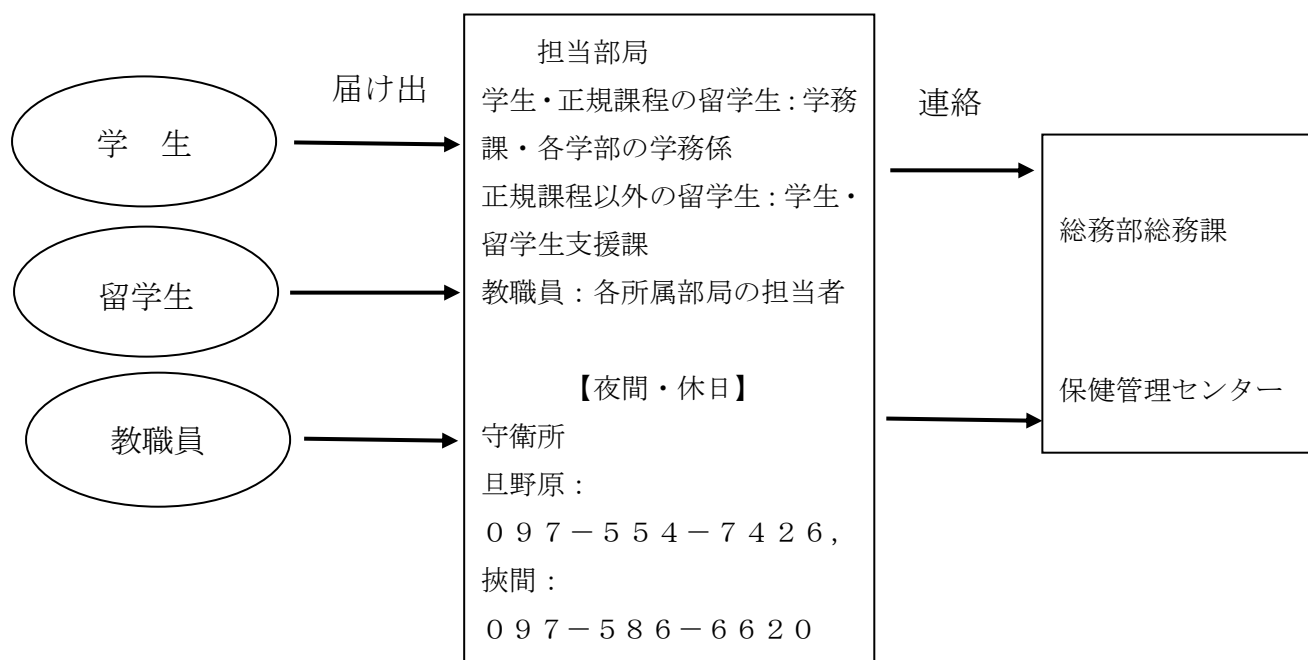 学　生
留学生
教職員
届け出
担当部局
学生・正規課程の留学生：学務
課・各学部の学務係
正規課程以外の留学生：学生・
留学生支援課
教職員：各所属部局の担当者
【夜間・休日】
守衛所
旦野原：
０９７－５５４－７４２６，
挾間：
０９７－５８６－６６２０
連絡
総務部総務課
保健管理センター